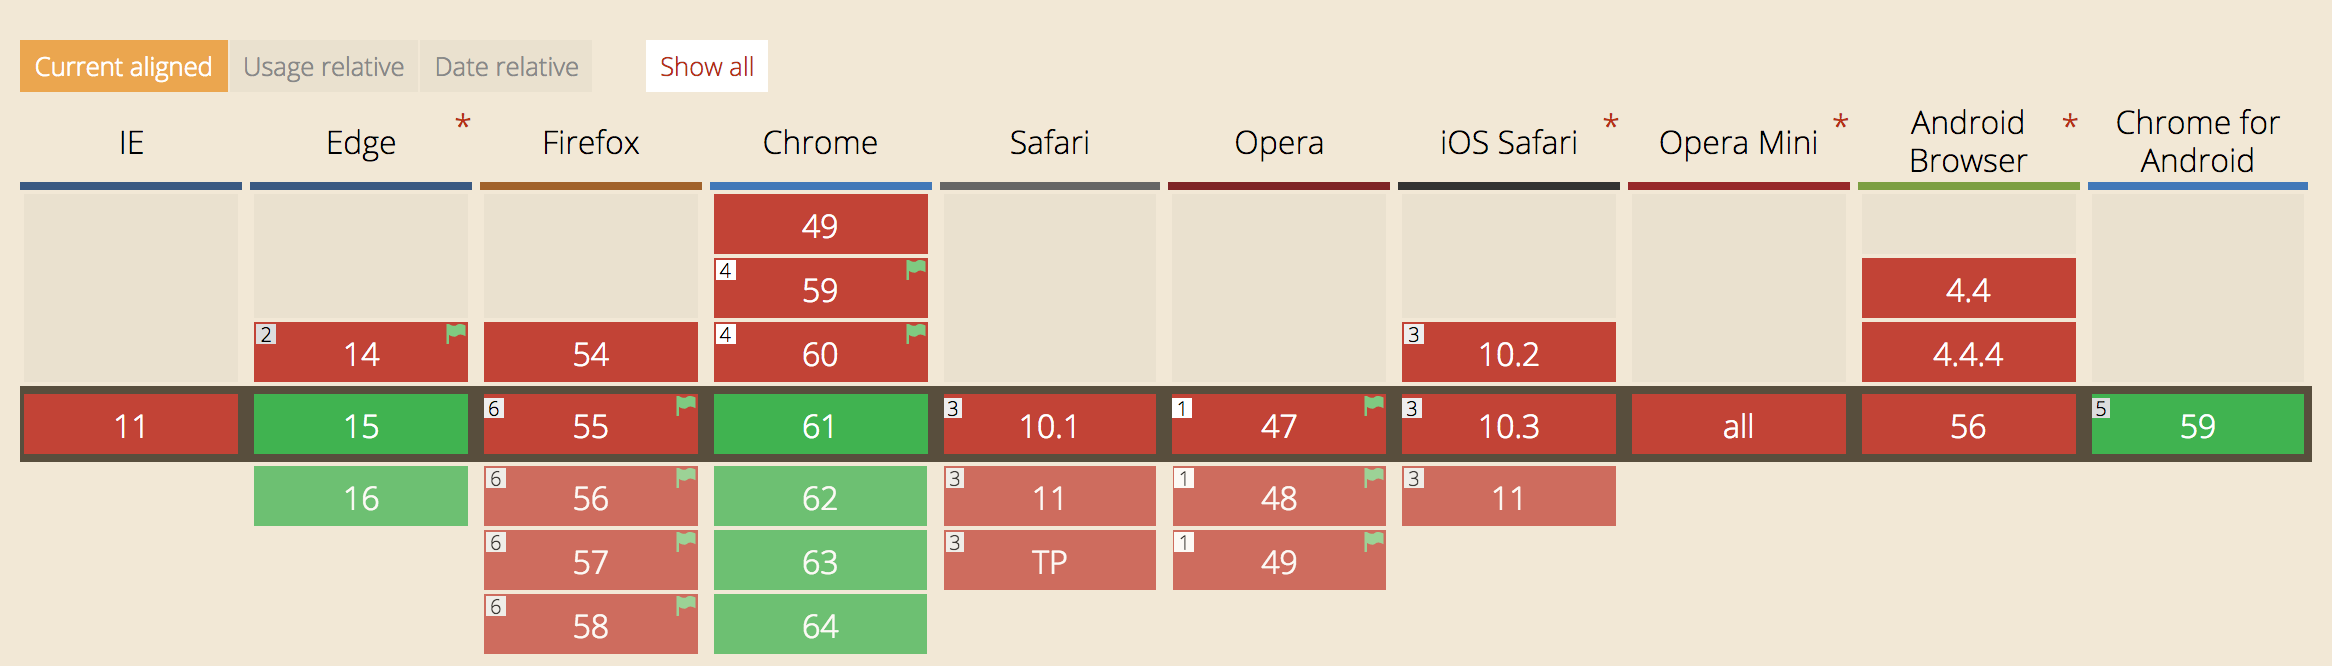 Current aligned Usage relative Date relative Show all
IE Edge * Firefox Chrome Safari Opera iOS Safari * Opera Mini * Android Browser * Chrome for Android
49
4 59 4.4
2 14 54 4 60 3 10.2 4.4.4
11 15 6 55 61 3 10.1 1 47 3 10.3 all 56 5 59
16 6 56 62 3 11 1 48 3 11
6 57 63 3 TP 1 49
6 58 64